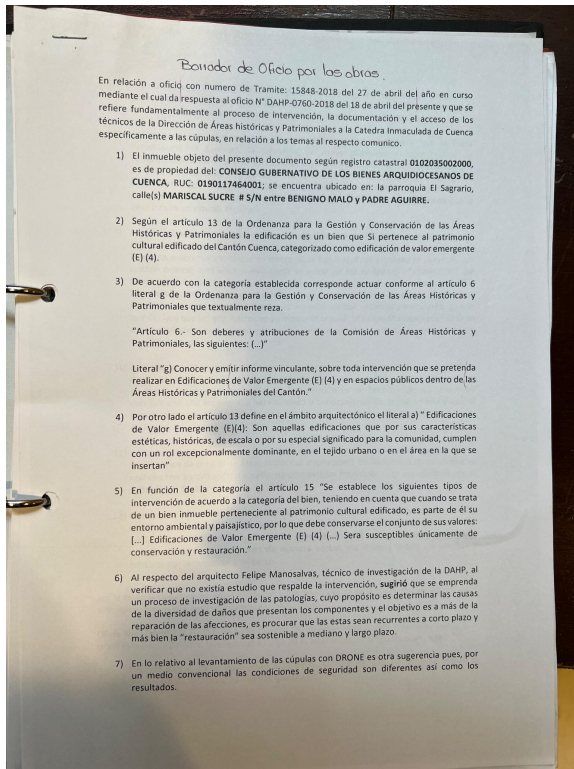 Borrador de Oficio por las obras.
En relación a oficio con numero de Tramite: 15848-2018 del 27 de abril del año en curso
mediante el cual da respuesta al oficio N° DAHP-0760-2018 del 18 de abril del presente y que se
refiere fundamentalmente al proceso de intervención, la documentación y el acceso de los
técnicos de la Dirección de Áreas históricas y Patrimoniales a la Catedra Inmaculada de Cuenca
específicamente a las cúpulas, en relación a los temas al respecto comunico.
1) El inmueble objeto del presente documento según registro catastral 0102035002000,
es de propiedad del: CONSEJO GUBERNATIVO DE LOS BIENES ARQUIDIOCESANOS DE
CUENCA, RUC: 0190117464001; se encuentra ubicado en: la parroquia El Sagrario,
calle(s) MARISCAL SUCRE # S/N entre BENIGNO MALO y PADRE AGUIRRE.
2) Según el artículo 13 de la Ordenanza para la Gestión y Conservación de las Áreas
Históricas y Patrimoniales la edificación es un bien que Si pertenece al patrimonio
cultural edificado del Cantón Cuenca, categorizado como edificación de valor emergente
(E) (4).
3) De acuerdo con la categoría establecida corresponde actuar conforme al artículo 6
literal g de la Ordenanza para la Gestión y Conservación de las Áreas Históricas y
Patrimoniales que textualmente reza.
"Artículo 6.- Son deberes y atribuciones de la Comisión de Áreas Históricas y
Patrimoniales, las siguientes: (...)"
Literal "g) Conocer y emitir informe vinculante, sobre toda intervención que se pretenda
realizar en Edificaciones de Valor Emergente (E) (4) y en espacios públicos dentro de las
Áreas Históricas y Patrimoniales del Cantón."
4) Por otro lado el artículo 13 define en el ámbito arquitectónico el literal a) " Edificaciones
de Valor Emergente (E)(4): Son aquellas edificaciones que por sus características
estéticas, históricas, de escala o por su especial significado para la comunidad, cumplen
con un rol excepcionalmente dominante, en el tejido urbano o en el área en la que se
insertan"
5) En función de la categoría el artículo 15 "Se establece los siguientes tipos de
intervención de acuerdo a la categoría del bien, teniendo en cuenta que cuando se trata
de un bien inmueble perteneciente al patrimonio cultural edificado, es parte de él su
entorno ambiental y paisajístico, por lo que debe conservarse el conjunto de sus valores:
[...] Edificaciones de Valor Emergente (E) (4) (...) Sera susceptibles únicamente de
conservación y restauración."
6) Al respecto del arquitecto Felipe Manosalvas, técnico de investigación de la DAHP, al
verificar que no existía estudio que respalde la intervención, sugirió que se emprenda
un proceso de investigación de las patologías, cuyo propósito es determinar las causas
de la diversidad de daños que presentan los componentes y el objetivo es a más de la
reparación de las afecciones, es procurar que las estas sean recurrentes a corto plazo y
más bien la "restauración" sea sostenible a mediano y largo plazo.
7) En lo relativo al levantamiento de las cúpulas con DRONE es otra sugerencia pues, por
un medio convencional las condiciones de seguridad son diferentes así como los
resultados.